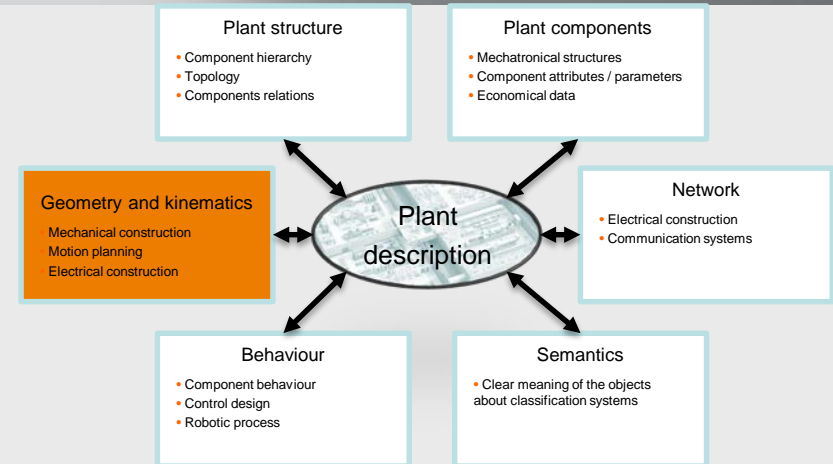 Plant structure
• Component hierarchy
• Topology
• Components relations
Plant components
• Mechatronical structures
• Component attributes / parameters
• Economical data
Geometry and kinematics
• Mechanical construction
• Motion planning
• Electrical construction
Plant
description
Network
• Electrical construction
• Communication systems
Behaviour
• Component behaviour
• Control design
• Robotic process
Semantics
• Clear meaning of the objects
about classification systems